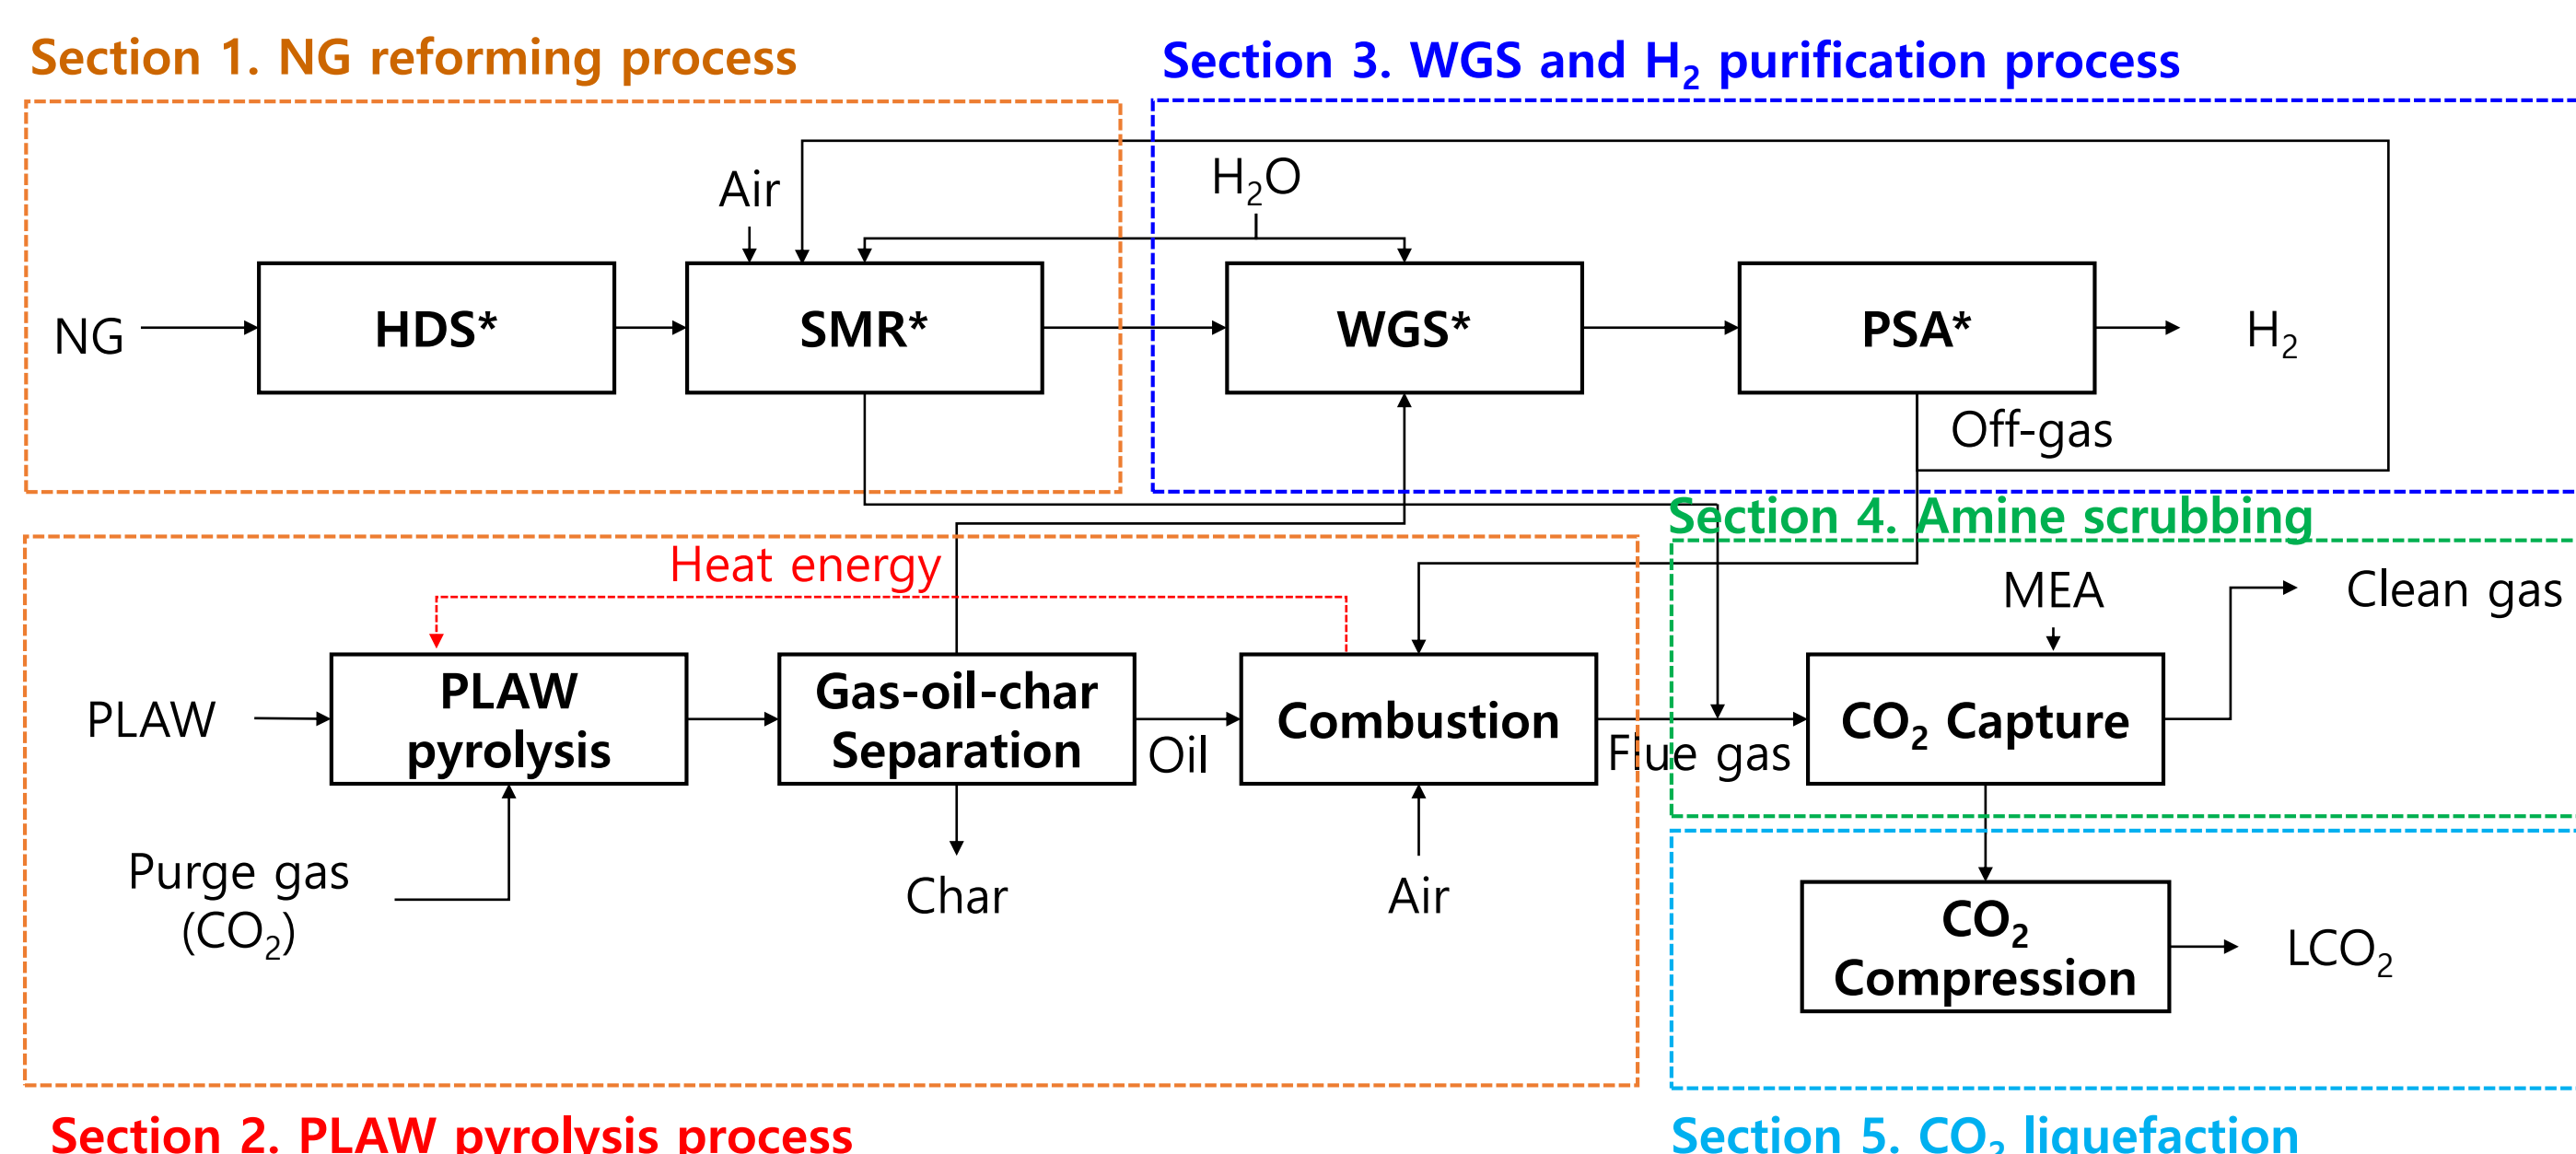 Section 1. NG reforming process
Section 3. WGS and H₂ purification process
Air
H₂O
NG
HDS*
SMR*
WGS*
PSA*
H₂
Off-gas
Section 4. Amine scrubbing
Heat energy
MEA
Clean gas
PLAW
PLAW
pyrolysis
Gas-oil-char
Separation
Oil
Combustion
Flue gas
CO₂ Capture
Purge gas
(CO₂)
Char
Air
CO₂
Compression
LCO₂
Section 2. PLAW pyrolysis process
Section 5. CO₂ liquefaction